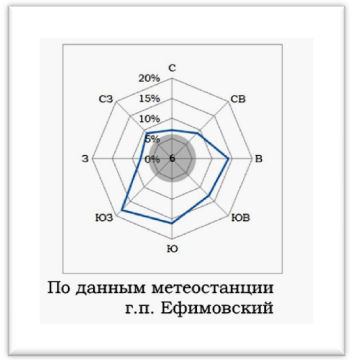 С
20%
СЗ
15%
СВ
10%
5%
З
0%
6
В
ЮЗ
ЮВ
Ю
По данным метеостанции
г.п. Ефимовский